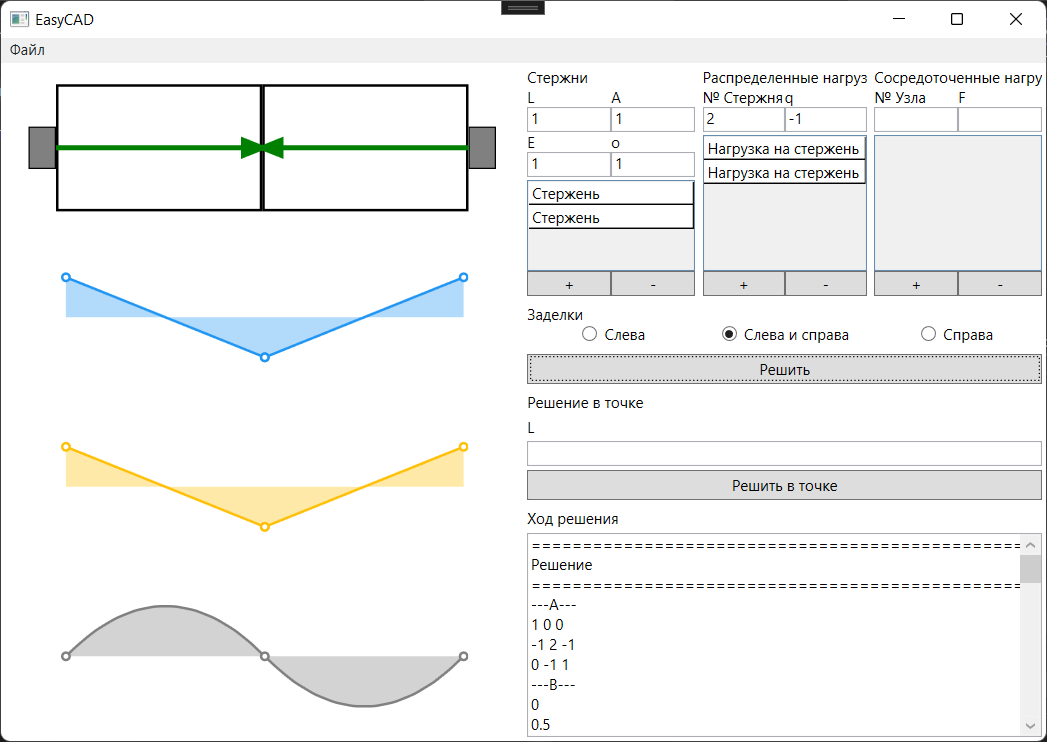 EasyCAD
Файл
Стержни
L A
1 1
E σ
1 1
Стержень
Стержень
+ -
Распределенные нагруз
№ Стержня q
2 -1
Нагрузка на стержень
Нагрузка на стержень
+ -
Сосредоточенные нагру
№ Узла F
+ -
Заделки
Слева Слева и справа Справа
Решить
Решение в точке
L
Решить в точке
Ход решения
================================================
Решение
================================================
---A---
1 0 0
-1 2 -1
0 -1 1
---B---
0
0.5